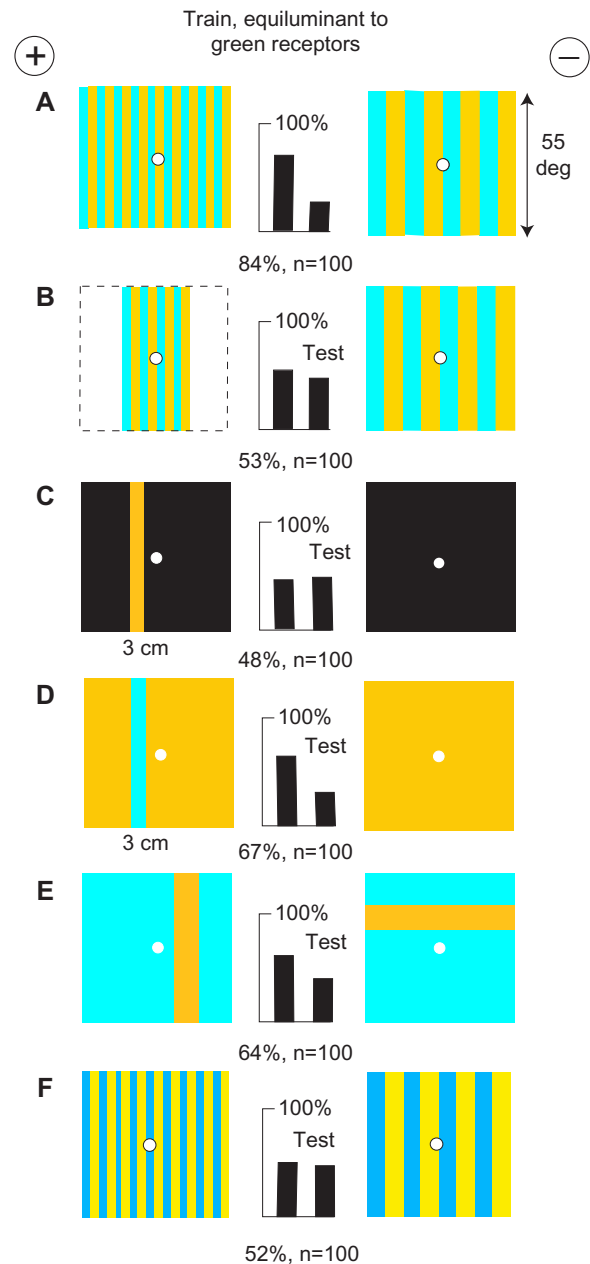 Train, equiluminant to
green receptors
+
−
A
100%
55
deg
84%, n=100
B
100%
Test
53%, n=100
C
100%
Test
3 cm
48%, n=100
D
100%
Test
3 cm
67%, n=100
E
100%
Test
64%, n=100
F
100%
Test
52%, n=100